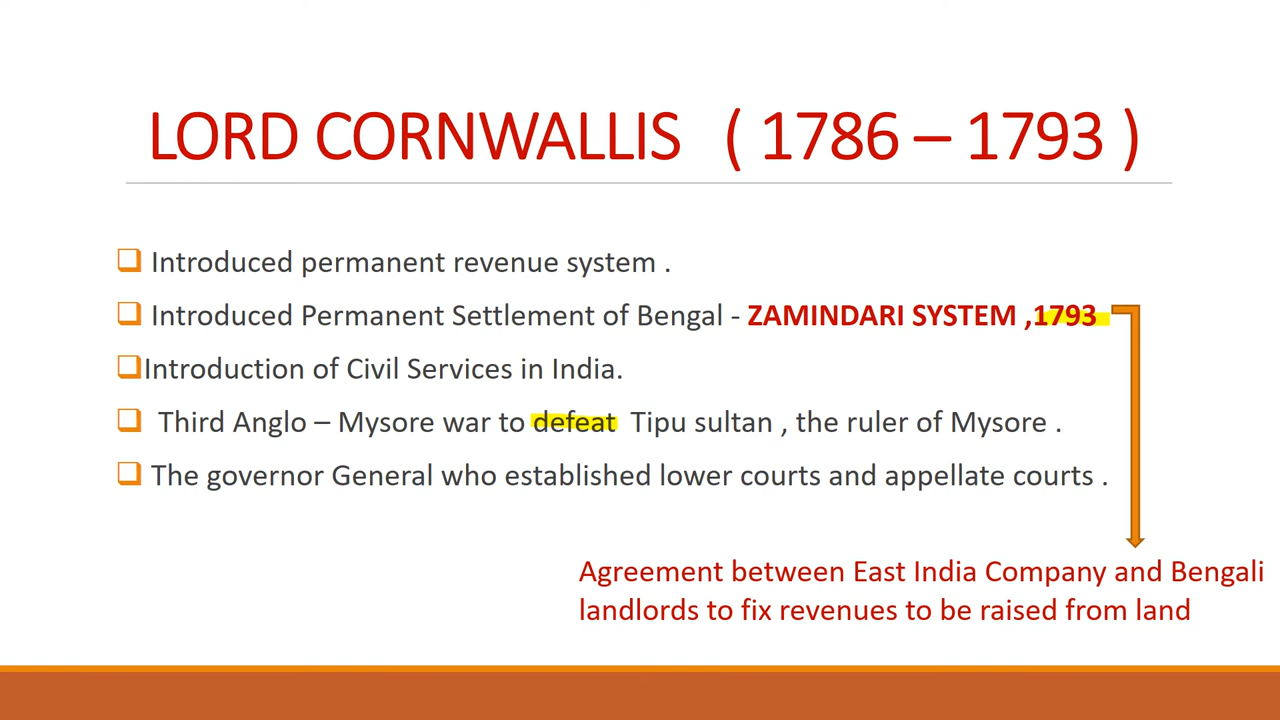 LORD CORNWALLIS ( 1786 – 1793 )
Introduced permanent revenue system .
Introduced Permanent Settlement of Bengal - ZAMINDARI SYSTEM ,1793
Introduction of Civil Services in India.
Third Anglo – Mysore war to defeat Tipu sultan , the ruler of Mysore .
The governor General who established lower courts and appellate courts .
Agreement between East India Company and Bengali
landlords to fix revenues to be raised from land